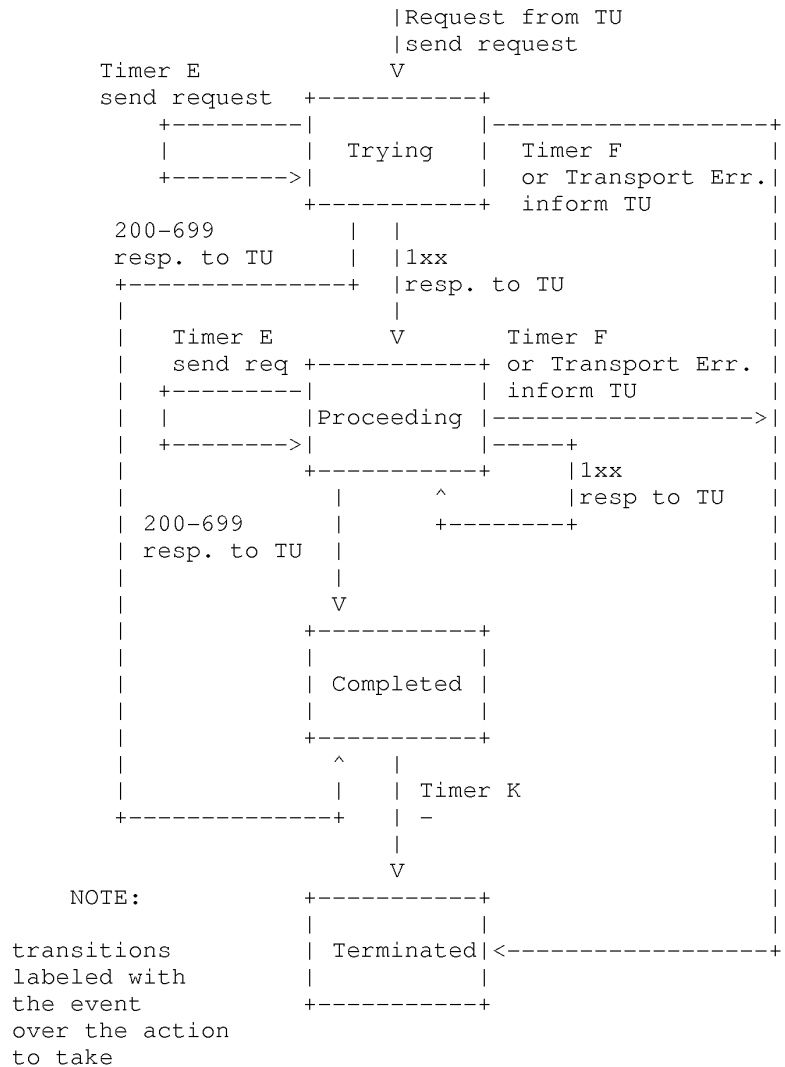 |Request from TU
|send request
Timer E V
send request +-----------+
+---------| |-------------------+
| | Trying | Timer F |
+-------->| | or Transport Err.|
+-----------+ inform TU |
200-699 | | |
resp. to TU | |1xx |
+---------------+ |resp. to TU |
| | |
| Timer E V Timer F |
| send req +-----------+ or Transport Err. |
| +---------| | inform TU |
| | |Proceeding |------------------>|
| +-------->| |-----+ |
| +-----------+ |1xx |
| | ^ |resp to TU |
| 200-699 | +--------+ |
| resp. to TU | |
| | |
| V |
| +-----------+ |
| | | |
| | Completed | |
| | | |
| +-----------+ |
| ^ | |
| | | Timer K |
+--------------+ | - |
| |
V |
NOTE: +-----------+ |
| | |
transitions | Terminated|<------------------+
labeled with | |
the event +-----------+
over the action
to take